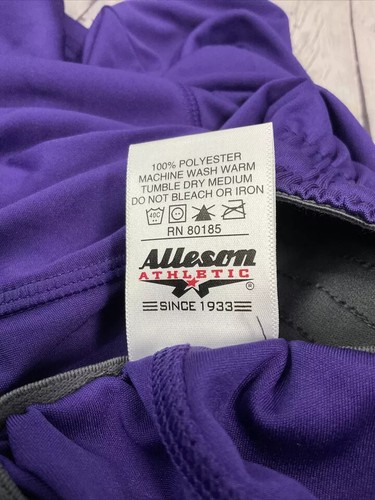 100% POLYESTER
MACHINE WASH WARM
TUMBLE DRY MEDIUM
DO NOT BLEACH OR IRON
40C
RN 80185
Alleson
ATHLETIC
®
SINCE 1933